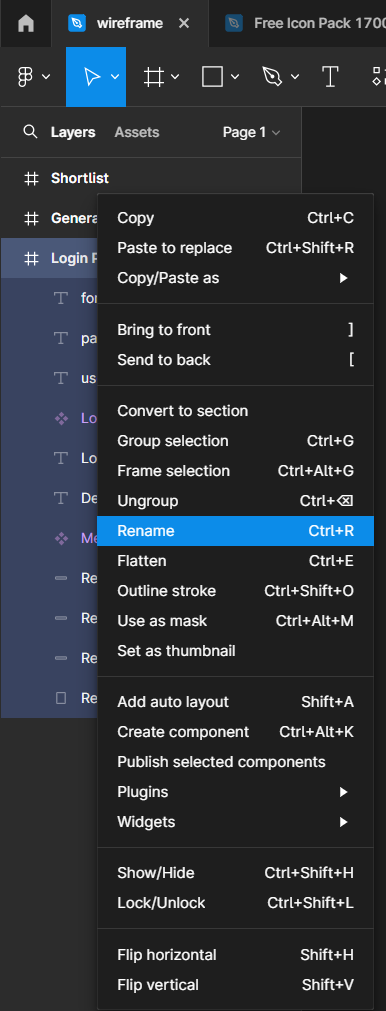 wireframe
Free Icon Pack 1700
Layers Assets Page 1
Shortlist
Genera
Login P
for
pa
us
Lo
Lo
De
Me
Re
Re
Re
Re
Copy Ctrl+C
Paste to replace Ctrl+Shift+R
Copy/Paste as
Bring to front ]
Send to back [
Convert to section
Group selection Ctrl+G
Frame selection Ctrl+Alt+G
Ungroup Ctrl+⌫
Rename Ctrl+R
Flatten Ctrl+E
Outline stroke Ctrl+Shift+O
Use as mask Ctrl+Alt+M
Set as thumbnail
Add auto layout Shift+A
Create component Ctrl+Alt+K
Publish selected components
Plugins
Widgets
Show/Hide Ctrl+Shift+H
Lock/Unlock Ctrl+Shift+L
Flip horizontal Shift+H
Flip vertical Shift+V